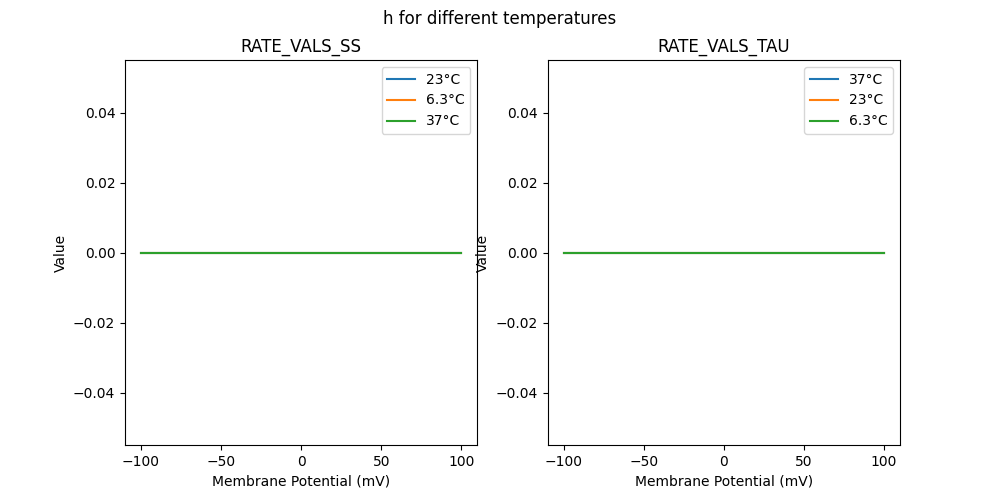 h for different temperatures
RATE_VALS_SS
23°C
6.3°C
37°C
0.04
0.02
0.00
−0.02
−0.04
Value
−100
−50
0
50
100
Membrane Potential (mV)
RATE_VALS_TAU
37°C
23°C
6.3°C
0.04
0.02
0.00
−0.02
−0.04
Value
−100
−50
0
50
100
Membrane Potential (mV)